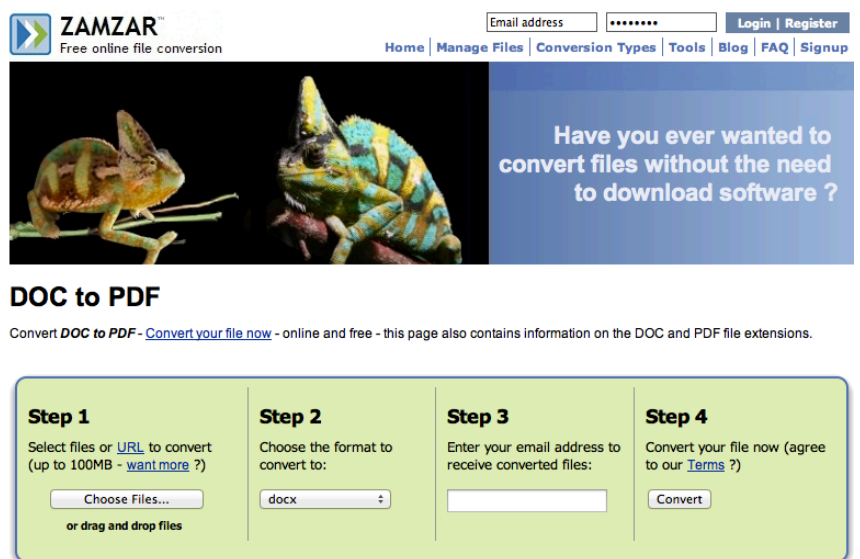 ZAMZAR™
Free online file conversion
Email address
••••••••
Login | Register
Home | Manage Files | Conversion Types | Tools | Blog | FAQ | Signup
Have you ever wanted to
convert files without the need
to download software ?
DOC to PDF
Convert DOC to PDF - Convert your file now - online and free - this page also contains information on the DOC and PDF file extensions.
Step 1
Select files or URL to convert
(up to 100MB - want more ?)
Choose Files...
or drag and drop files
Step 2
Choose the format to
convert to:
docx
Step 3
Enter your email address to
receive converted files:
Step 4
Convert your file now (agree
to our Terms ?)
Convert